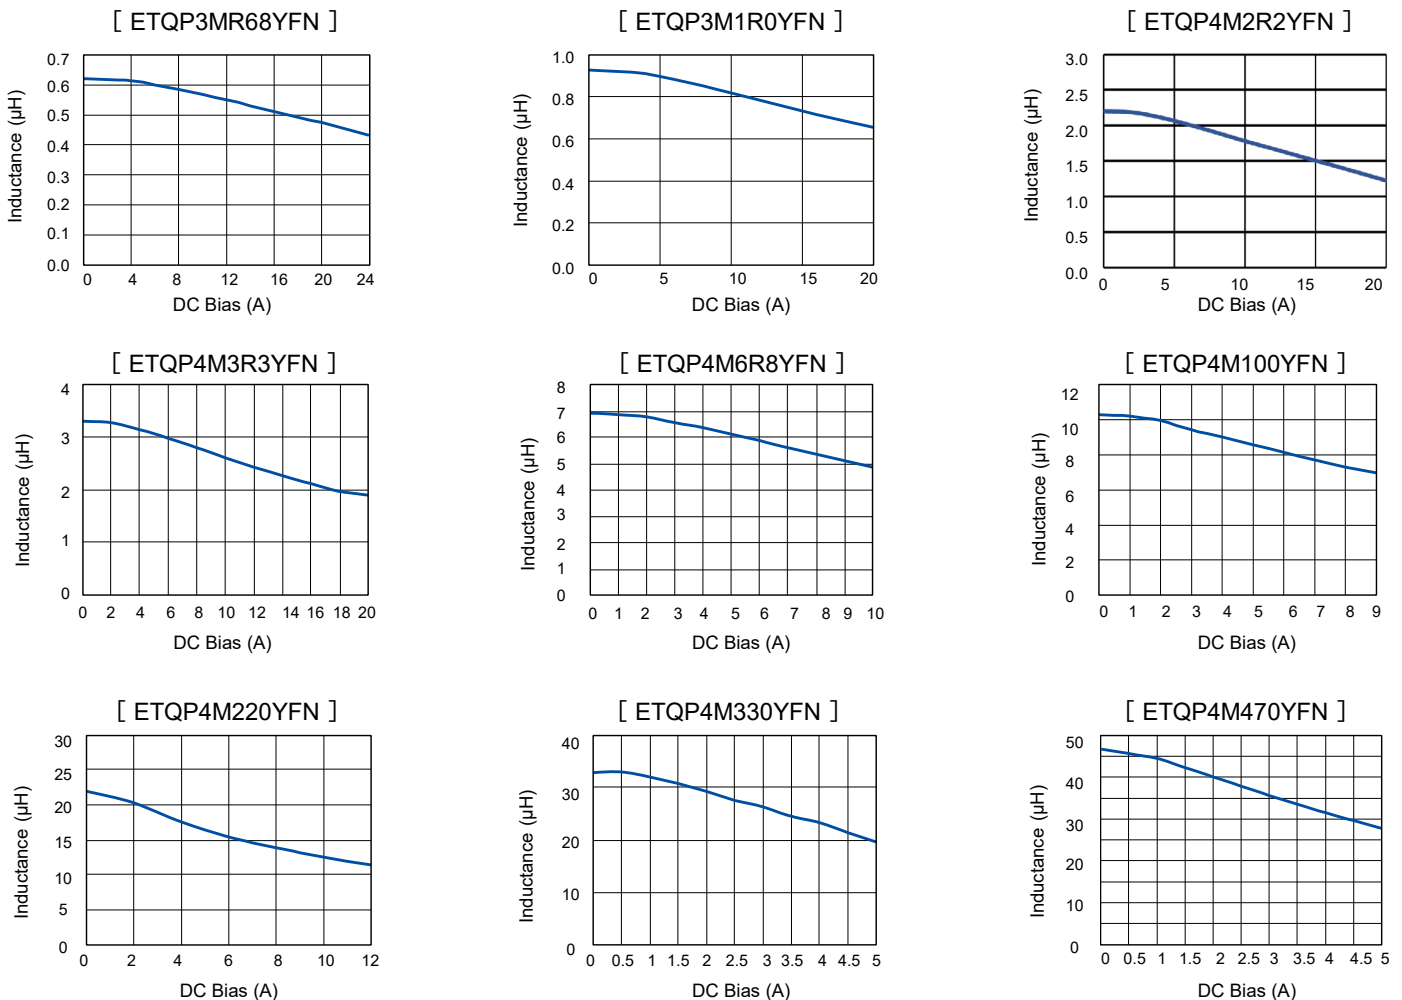 [ ETQP3MR68YFN ]
Inductance (μH)
0.7
0.6
0.5
0.4
0.3
0.2
0.1
0.0
0 4 8 12 16 20 24
DC Bias (A)
[ ETQP3M1R0YFN ]
Inductance (μH)
1.0
0.8
0.6
0.4
0.2
0.0
0 5 10 15 20
DC Bias (A)
[ ETQP4M2R2YFN ]
Inductance (μH)
3.0
2.5
2.0
1.5
1.0
0.5
0.0
0 5 10 15 20
DC Bias (A)
[ ETQP4M3R3YFN ]
Inductance (μH)
4
3
2
1
0
0 2 4 6 8 10 12 14 16 18 20
DC Bias (A)
[ ETQP4M6R8YFN ]
Inductance (μH)
8
7
6
5
4
3
2
1
0
0 1 2 3 4 5 6 7 8 9 10
DC Bias (A)
[ ETQP4M100YFN ]
Inductance (μH)
12
10
8
6
4
2
0
0 1 2 3 4 5 6 7 8 9
DC Bias (A)
[ ETQP4M220YFN ]
Inductance (μH)
30
25
20
15
10
5
0
0 2 4 6 8 10 12
DC Bias (A)
[ ETQP4M330YFN ]
Inductance (μH)
40
30
20
10
0
0 0.5 1 1.5 2 2.5 3 3.5 4 4.5 5
DC Bias (A)
[ ETQP4M470YFN ]
Inductance (μH)
50
40
30
20
10
0
0 0.5 1 1.5 2 2.5 3 3.5 4 4.5 5
DC Bias (A)